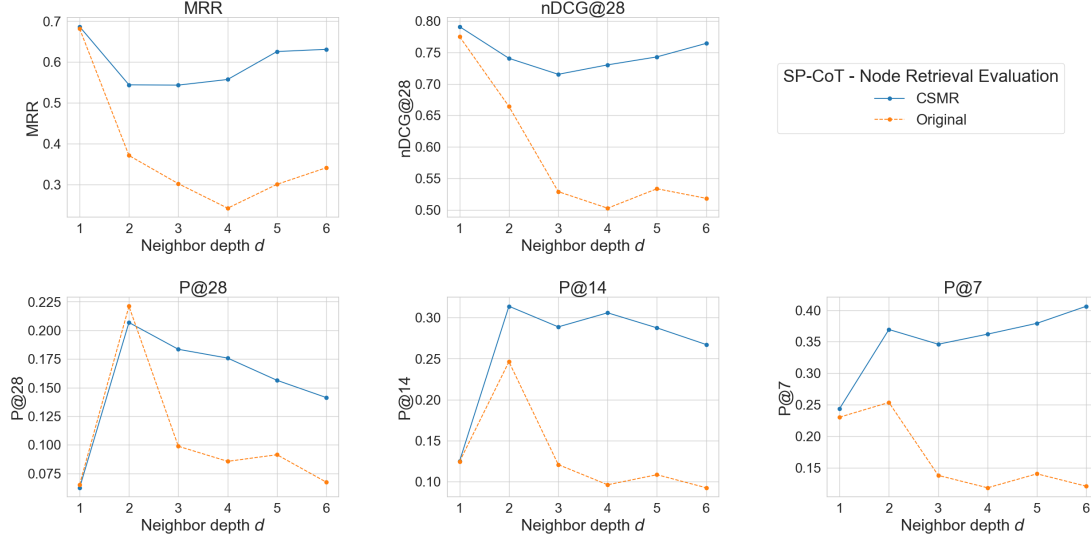 MRR
0.7
0.6
0.5
0.4
0.3
MRR
1 2 3 4 5 6
Neighbor depth d
nDCG@28
0.80
0.75
0.70
0.65
0.60
0.55
0.50
nDCG@28
1 2 3 4 5 6
Neighbor depth d
SP-CoT - Node Retrieval Evaluation
CSMR
Original
P@28
0.225
0.200
0.175
0.150
0.125
0.100
0.075
P@28
1 2 3 4 5 6
Neighbor depth d
P@14
0.30
0.25
0.20
0.15
0.10
P@14
1 2 3 4 5 6
Neighbor depth d
P@7
0.40
0.35
0.30
0.25
0.20
0.15
P@7
1 2 3 4 5 6
Neighbor depth d